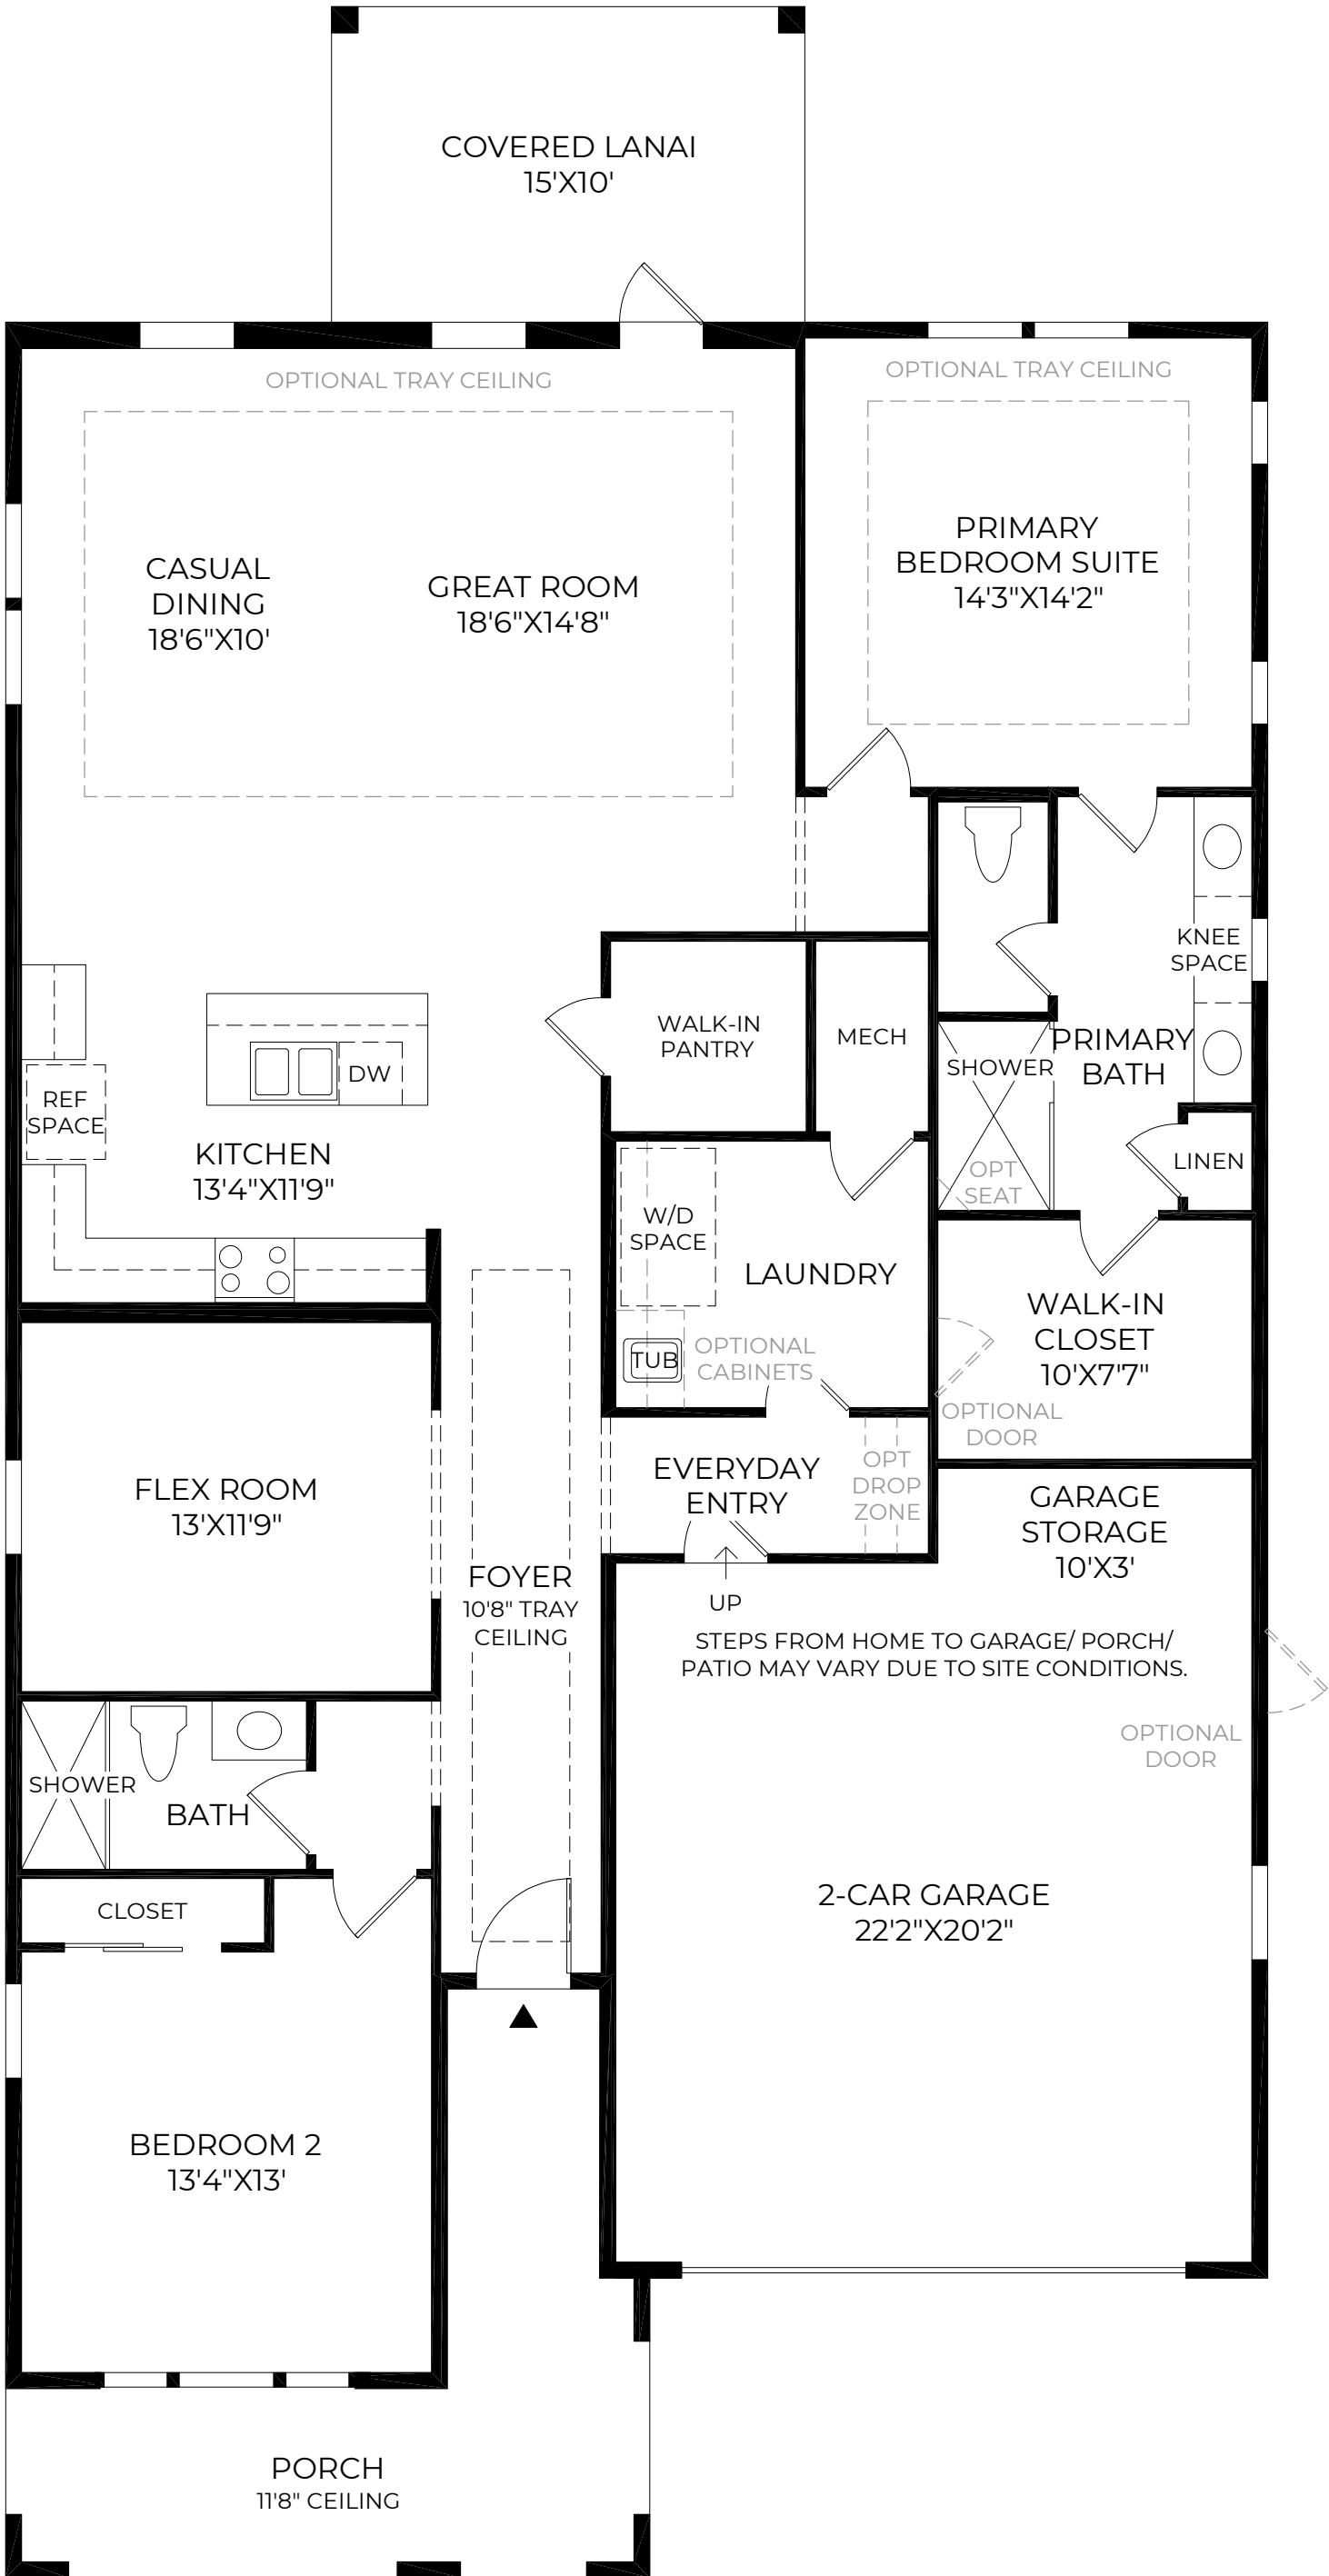 COVERED LANAI
15'X10'
OPTIONAL TRAY CEILING
OPTIONAL TRAY CEILING
CASUAL
DINING
18'6"X10'
GREAT ROOM
18'6"X14'8"
PRIMARY
BEDROOM SUITE
14'3"X14'2"
KNEE
SPACE
WALK-IN
PANTRY
MECH
PRIMARY
BATH
SHOWER
DW
REF
SPACE
KITCHEN
13'4"X11'9"
OPT
SEAT
LINEN
W/D
SPACE
LAUNDRY
TUB
OPTIONAL
CABINETS
WALK-IN
CLOSET
10'X7'7"
OPTIONAL
DOOR
FLEX ROOM
13'X11'9"
EVERYDAY
ENTRY
OPT
DROP
ZONE
GARAGE
STORAGE
10'X3'
FOYER
10'8" TRAY
CEILING
UP
STEPS FROM HOME TO GARAGE/ PORCH/
PATIO MAY VARY DUE TO SITE CONDITIONS.
OPTIONAL
DOOR
SHOWER
BATH
CLOSET
2-CAR GARAGE
22'2"X20'2"
BEDROOM 2
13'4"X13'
PORCH
11'8" CEILING